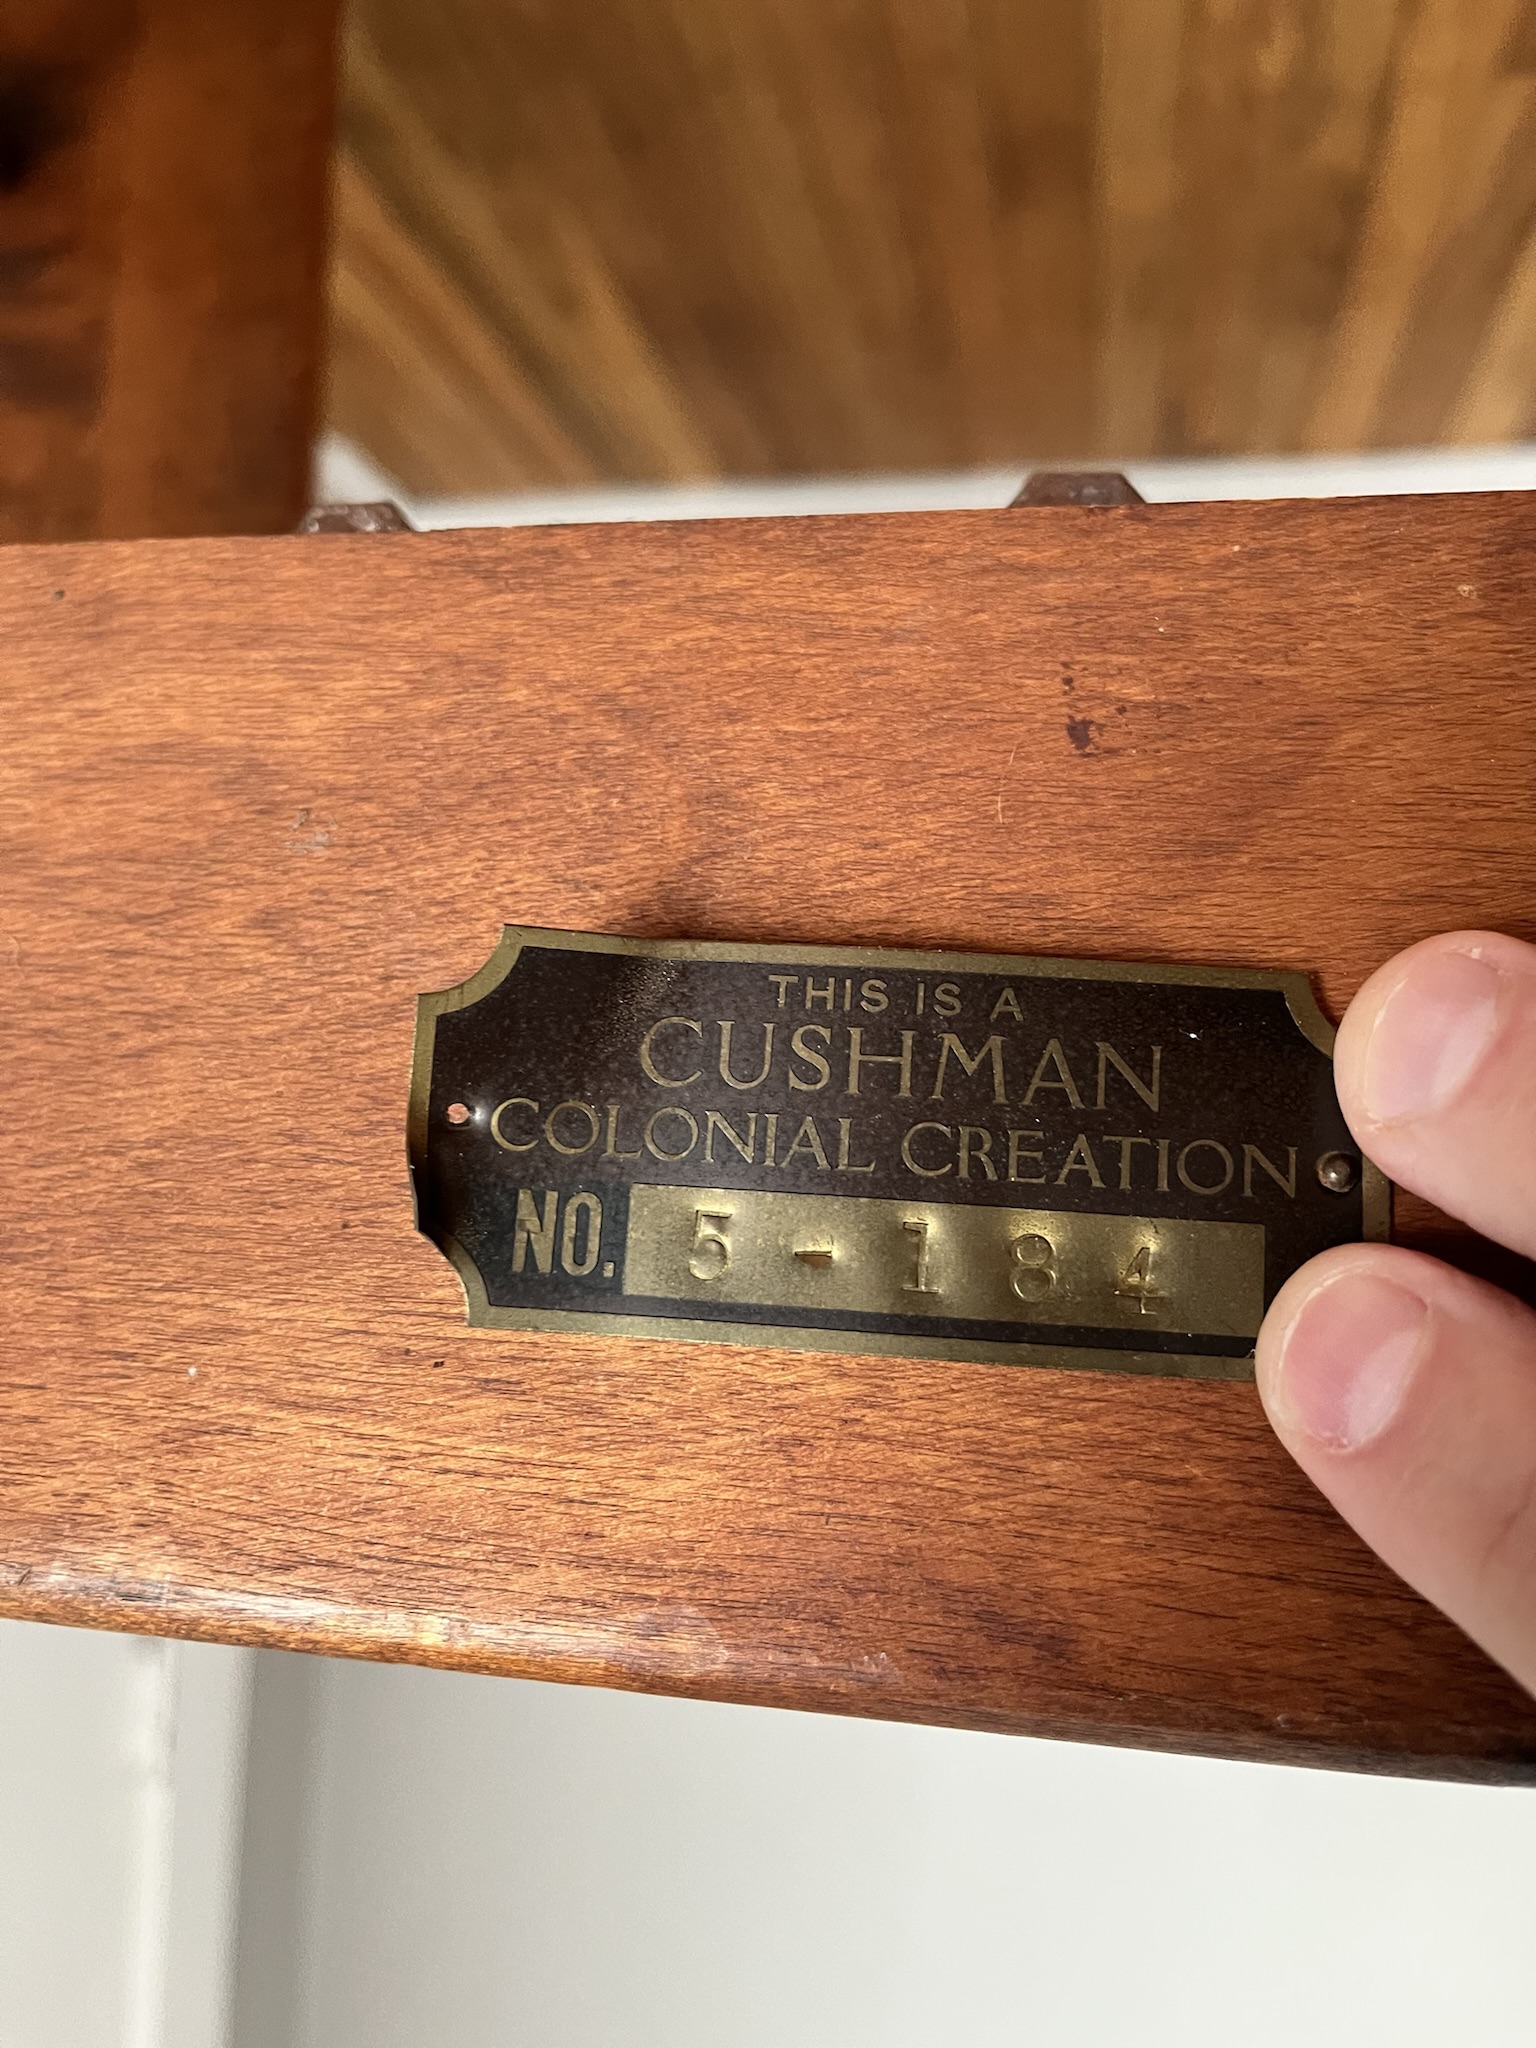 THIS IS A
CUSHMAN
COLONIAL CREATION
NO. 5-184